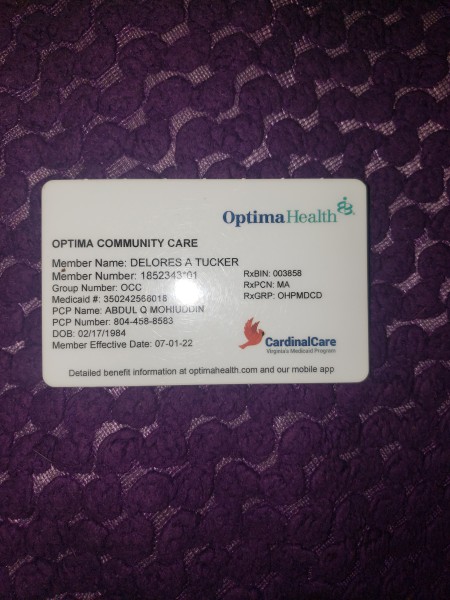 OptimaHealth
OPTIMA COMMUNITY CARE
Member Name: DELORES A TUCKER
Member Number: 1852343*01
Group Number: OCC
Medicaid #: 350242566018
PCP Name: ABDUL Q MOHIUDDIN
PCP Number: 804-458-8583
DOB: 02/17/1984
Member Effective Date: 07-01-22
RxBIN: 003858
RxPCN: MA
RxGRP: OHPMDCD
CardinalCare
Virginia's Medicaid Program
Detailed benefit information at optimahealth.com and our mobile app